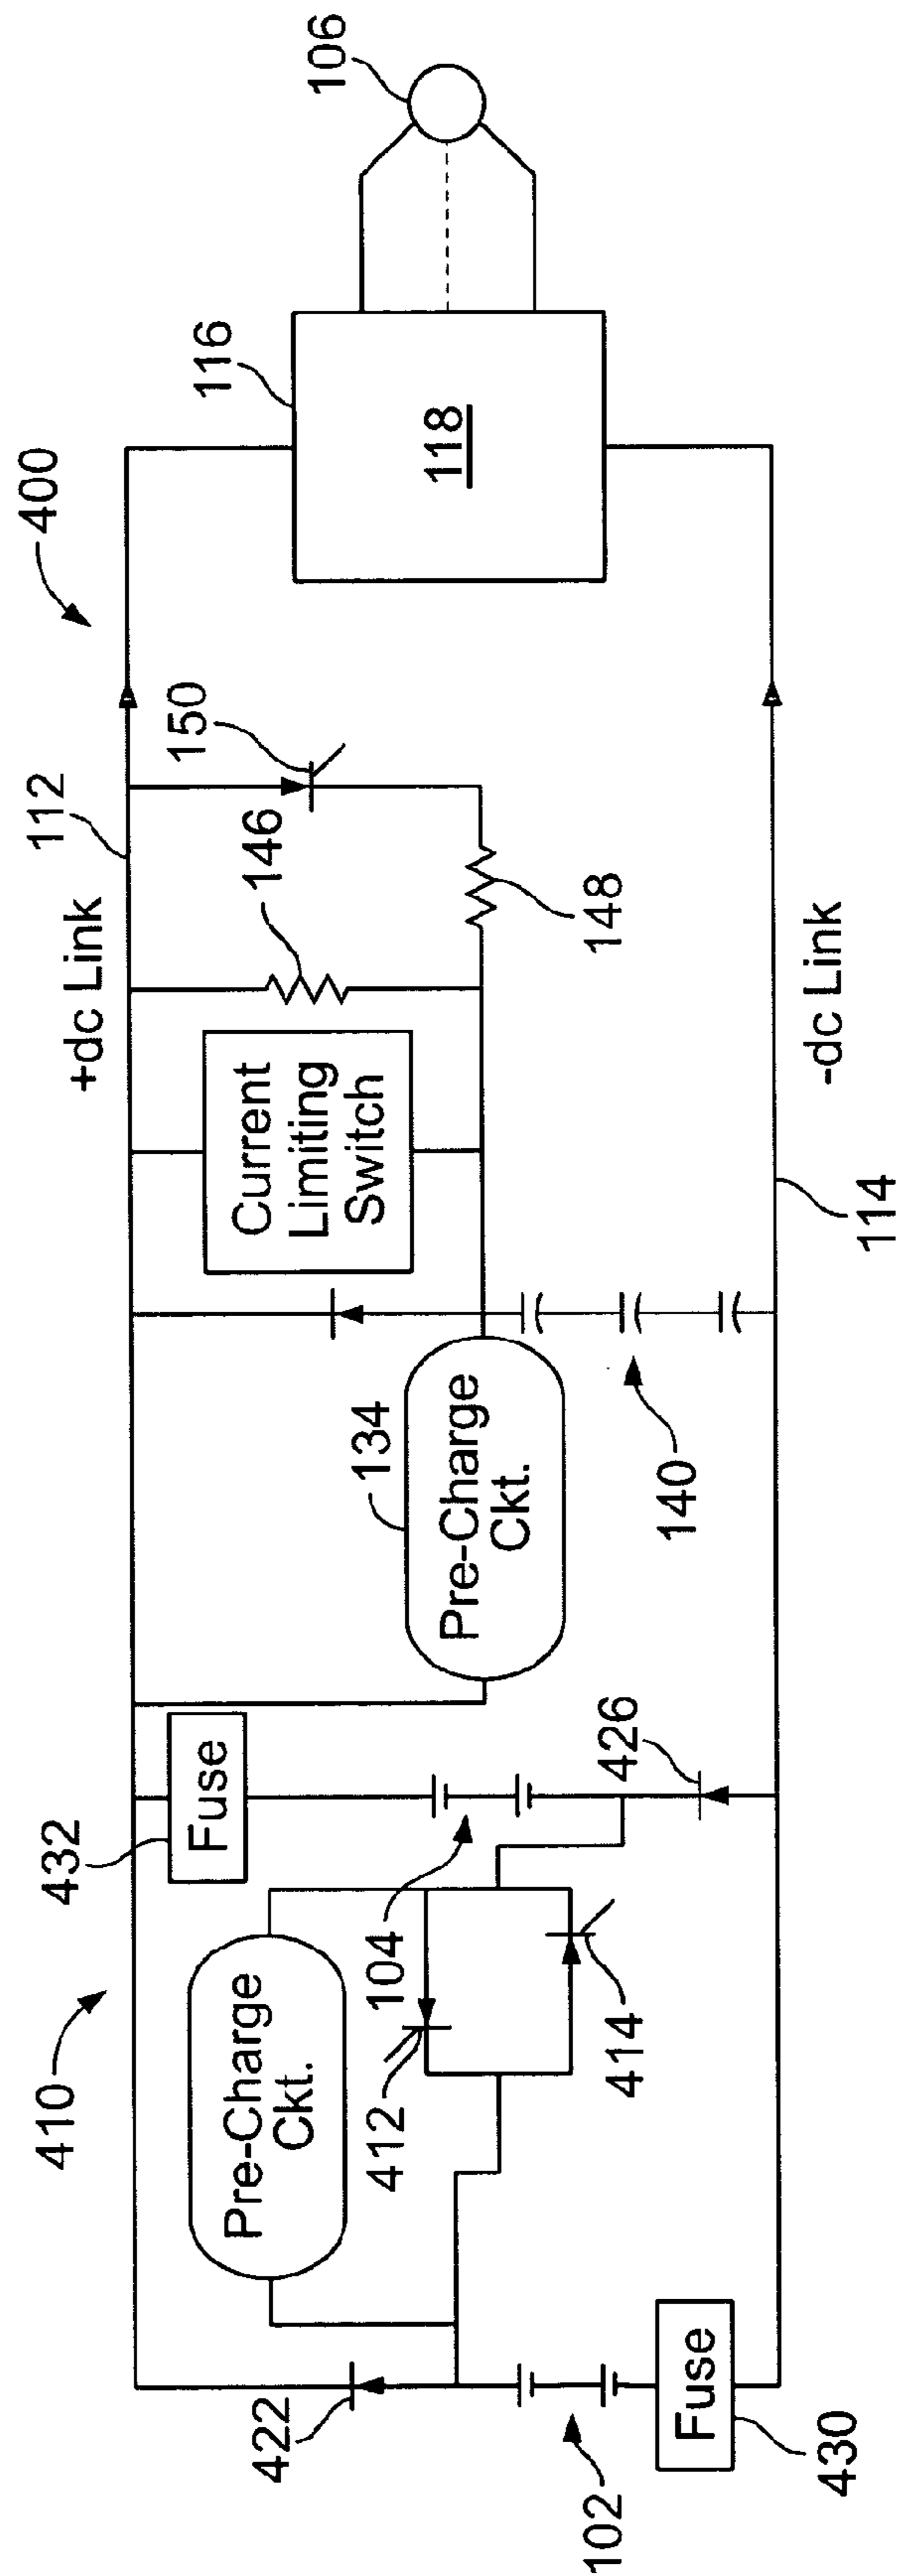 400
410
+dc Link
112
116
118
106
150
146
148
Current
Limiting
Switch
134
Pre-Charge
Ckt.
140
-dc Link
114
432
Fuse
104
426
Pre-Charge
Ckt.
412
414
422
102
Fuse
430